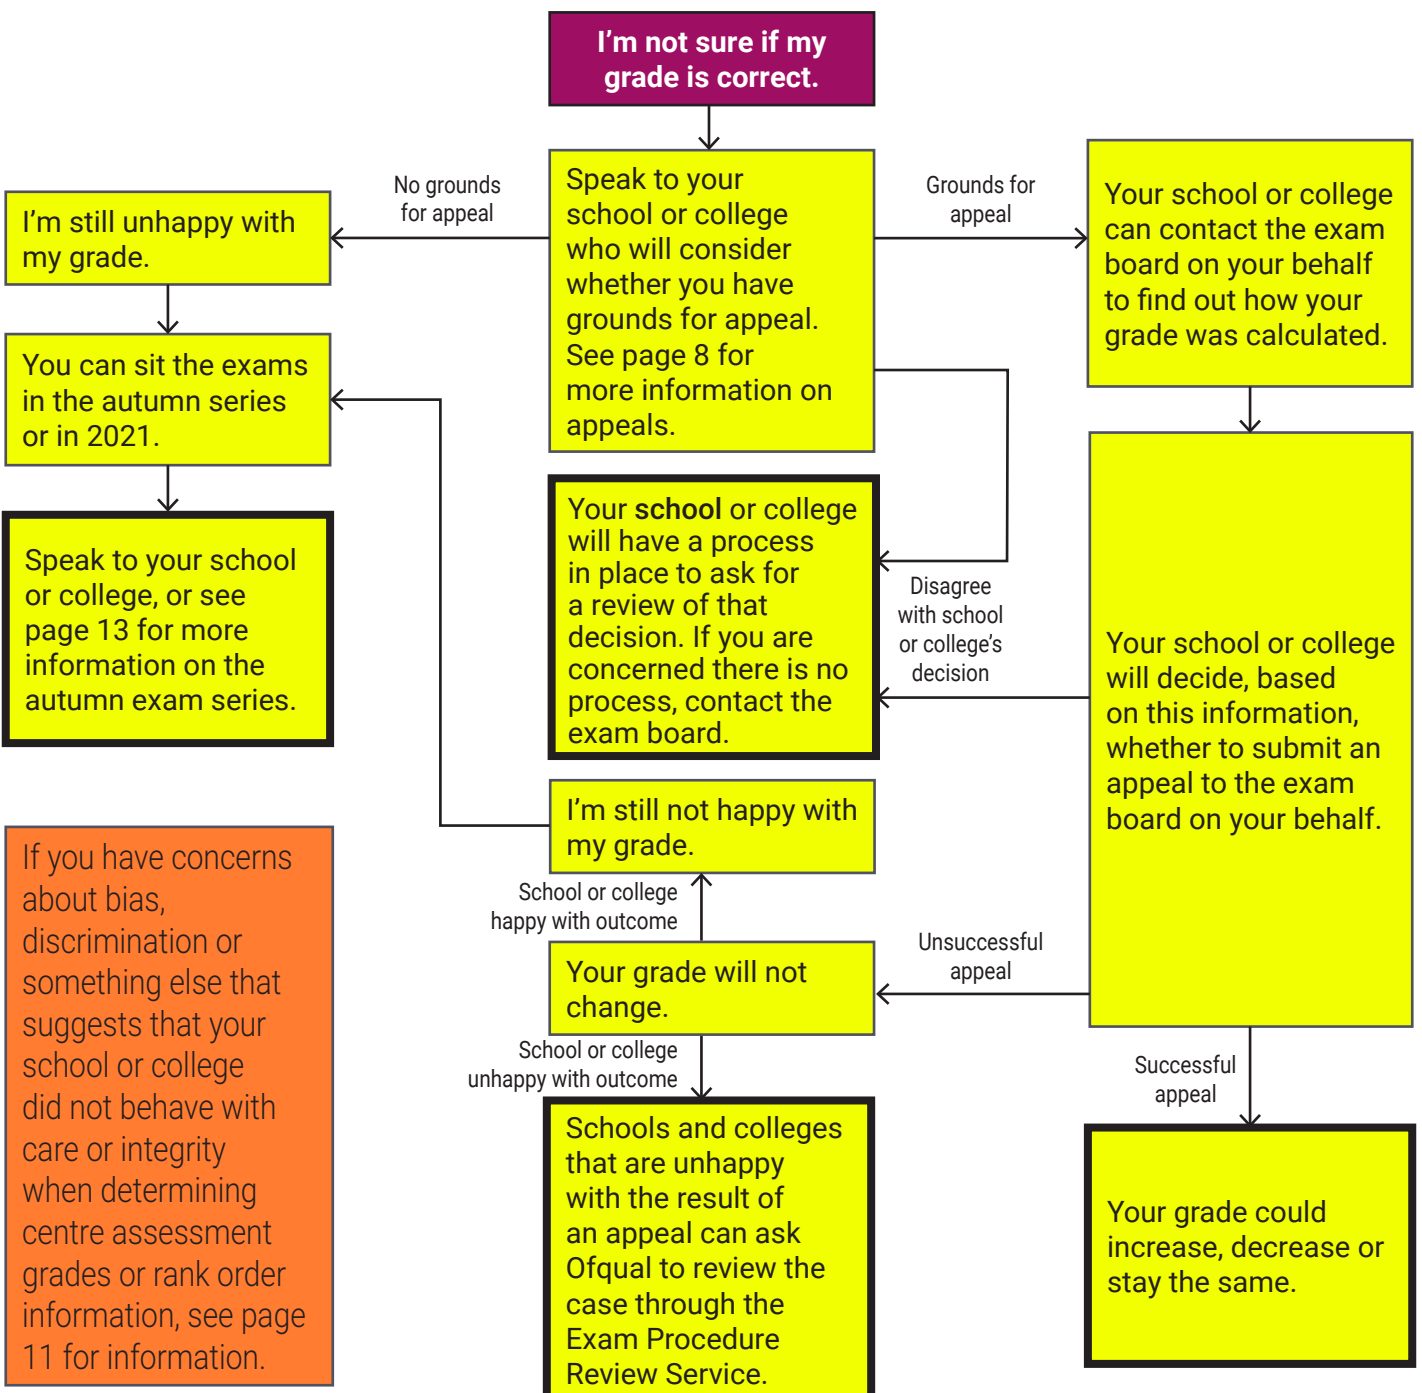 I’m not sure if my
grade is correct.
No grounds
for appeal
Speak to your
school or college
who will consider
whether you have
grounds for appeal.
See page 8 for
more information on
appeals.
Grounds for
appeal
Your school or college
can contact the exam
board on your behalf
to find out how your
grade was calculated.
I’m still unhappy with
my grade.
You can sit the exams
in the autumn series
or in 2021.
Speak to your school
or college, or see
page 13 for more
information on the
autumn exam series.
Your school or college
will have a process
in place to ask for
a review of that
decision. If you are
concerned there is no
process, contact the
exam board.
Disagree
with school
or college’s
decision
Your school or college
will decide, based
on this information,
whether to submit an
appeal to the exam
board on your behalf.
I’m still not happy with
my grade.
School or college
happy with outcome
Your grade will not
change.
Unsuccessful
appeal
School or college
unhappy with outcome
Successful
appeal
Schools and colleges
that are unhappy
with the result of
an appeal can ask
Ofqual to review the
case through the
Exam Procedure
Review Service.
Your grade could
increase, decrease or
stay the same.
If you have concerns
about bias,
discrimination or
something else that
suggests that your
school or college
did not behave with
care or integrity
when determining
centre assessment
grades or rank order
information, see page
11 for information.